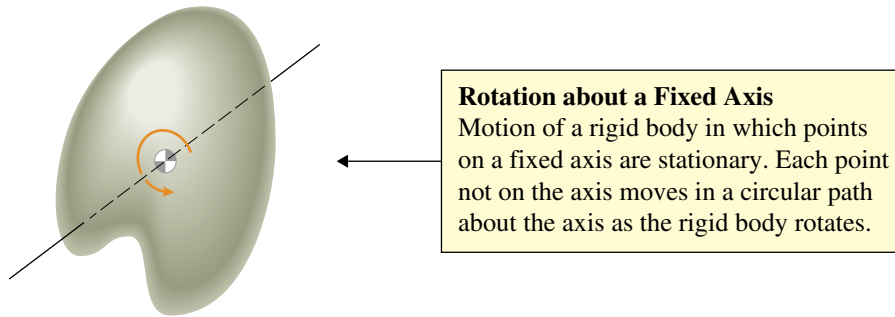 Rotation about a Fixed Axis
Motion of a rigid body in which points
on a fixed axis are stationary. Each point
not on the axis moves in a circular path
about the axis as the rigid body rotates.